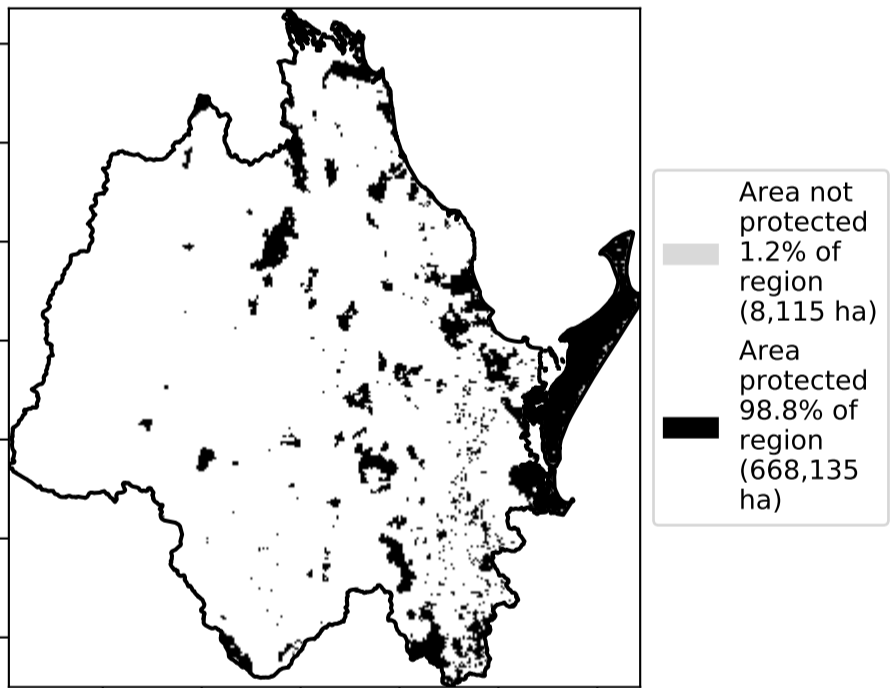 Area not
protected
1.2% of
region
(8,115 ha)
Area
protected
98.8% of
region
(668,135
ha)